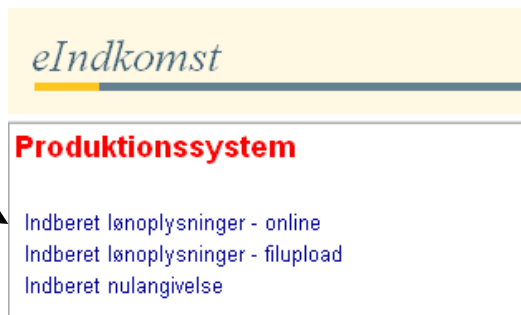 eIndkomst
Produktionssystem
Indberet lønoplysninger - online
Indberet lønoplysninger - filupload
Indberet nulangivelse